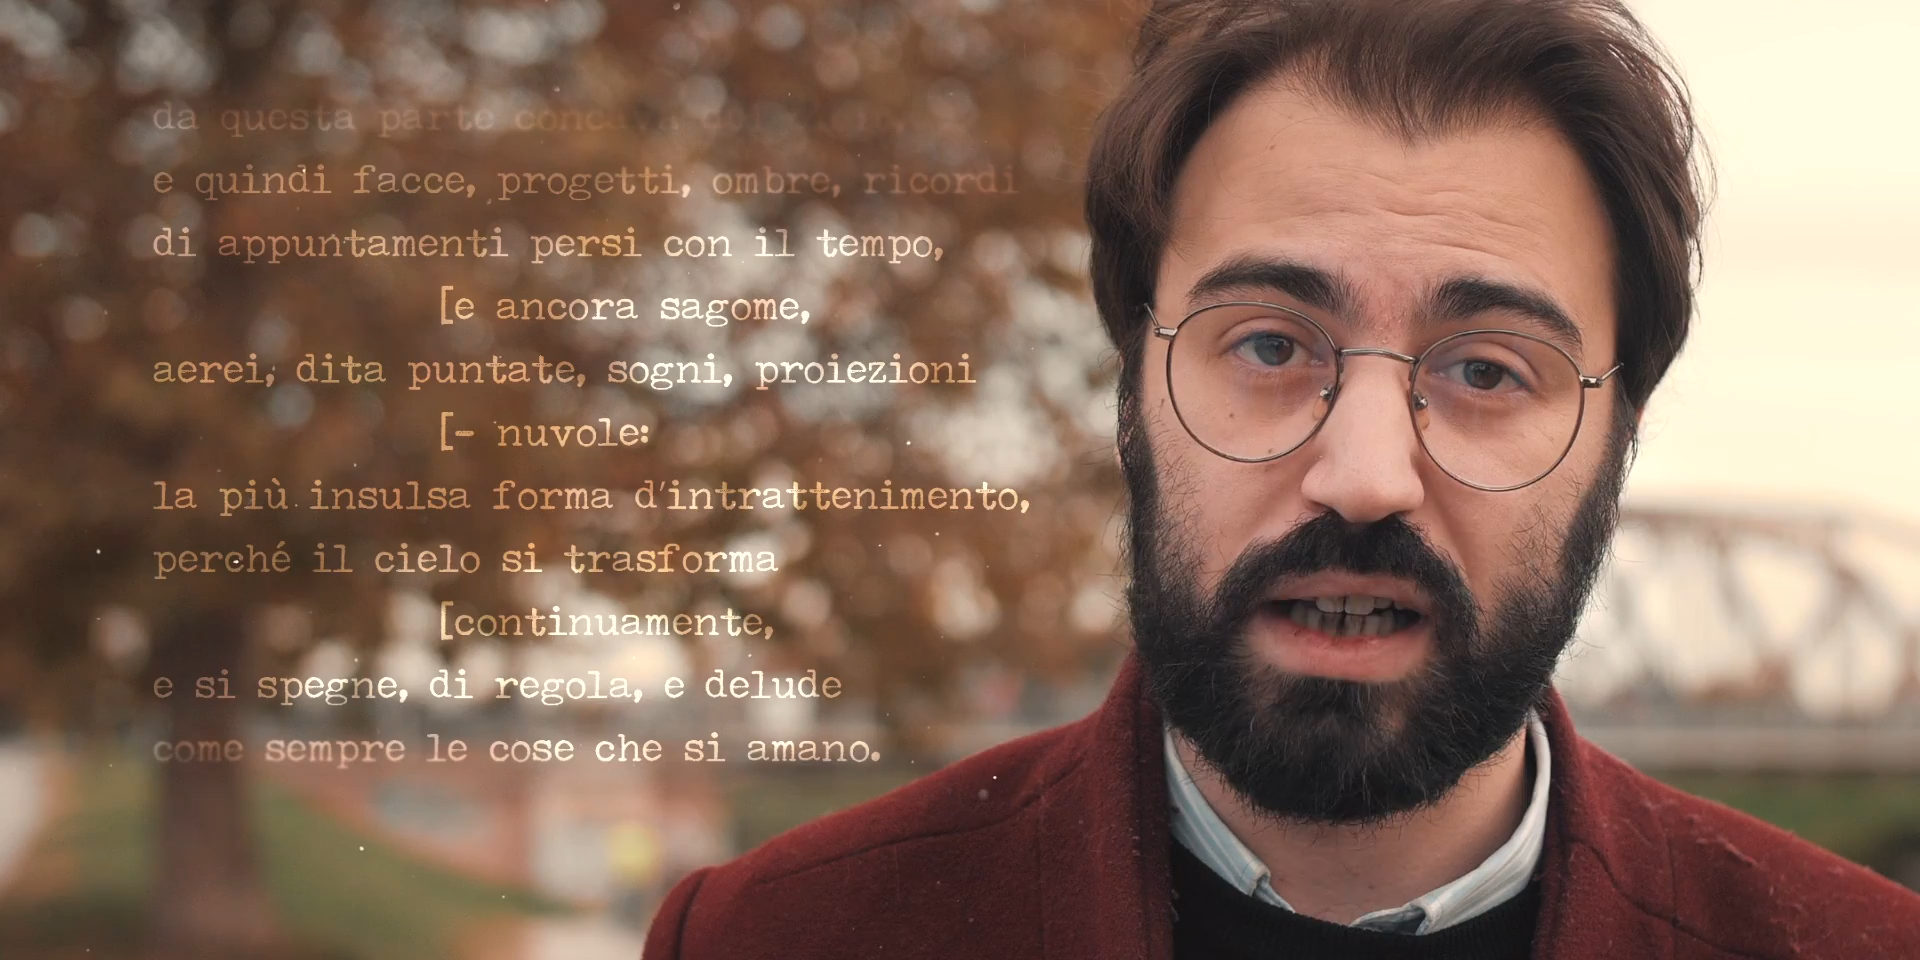 da questa parte
e quindi facce, progetti, ombre, ricordi
di appuntamenti persi con il tempo,
[e ancora sagome,
aerei, dita puntate, sogni, proiezioni
[- nuvole:
la più insulsa forma d'intrattenimento,
perché il cielo si trasforma
[continuamente,
e si spegne, di regola, e delude
come sempre le cose che si amano.